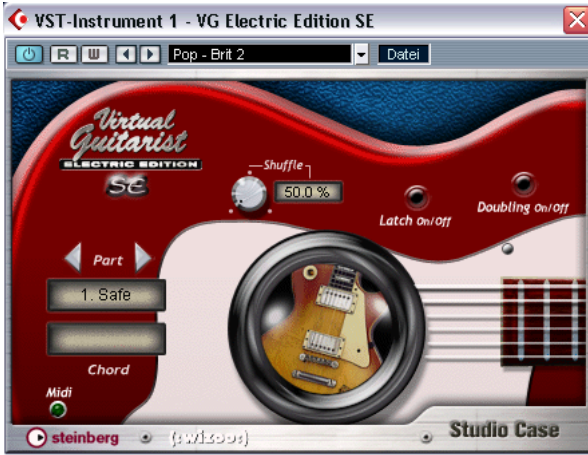 VST-Instrument 1 - VG Electric Edition SE
R W Pop - Brit 2 Datei
Virtual
Guitarist
ELECTRIC EDITION
SE
Shuffle
50.0 %
Latch On/Off
Doubling On/Off
Part
1. Safe
Chord
Midi
steinberg (:wizoo:)
Studio Case